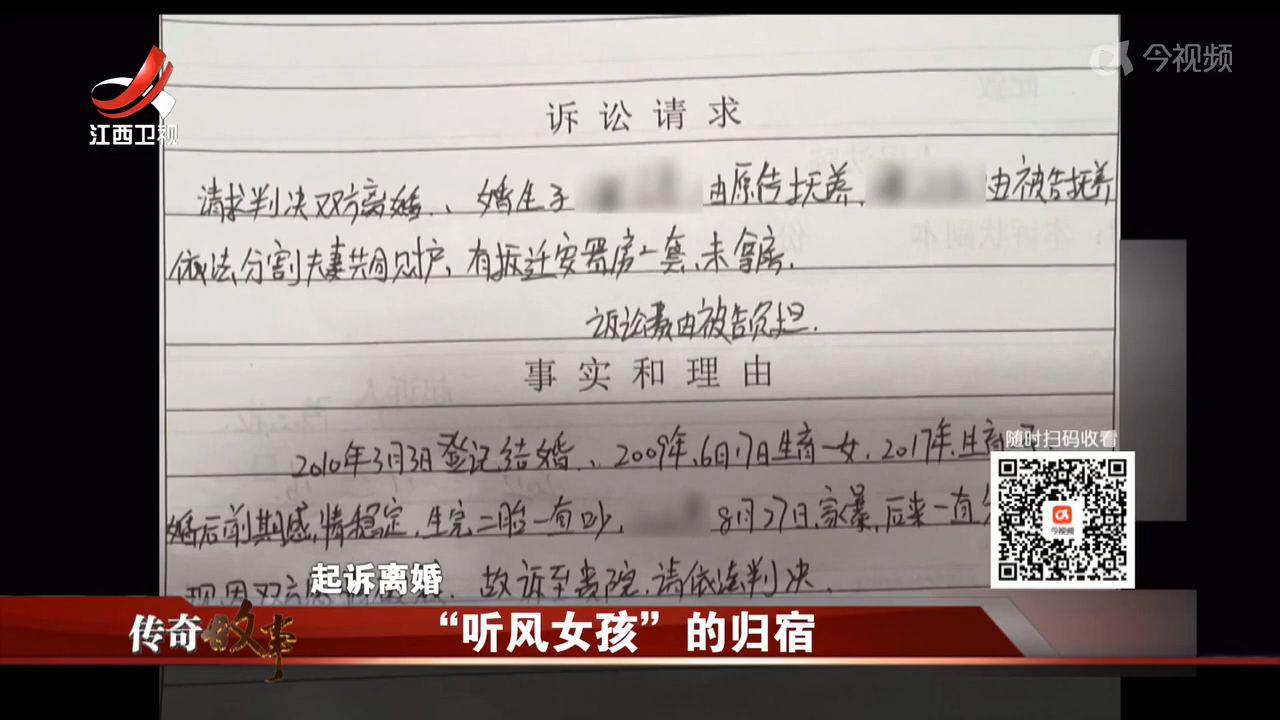 江西卫视
今视频
诉讼请求
请求判决双方离婚、婚生子 由原告抚养, 由被告抚养
依法分割夫妻共同财产, 有拆迁安置房一套, 未拿房.
诉讼费由被告负担.
事实和理由
2010年3月3日登记结婚、2009年6月17日生育一女, 2017年, 生育
婚后前期感情稳定, 生完二胎一直吵, 8月27日, 家暴, 后来一直
现因双方 故诉至贵院, 请依法判决.
随时扫码收看
今视频
起诉离婚
传奇故事
“听风女孩”的归宿